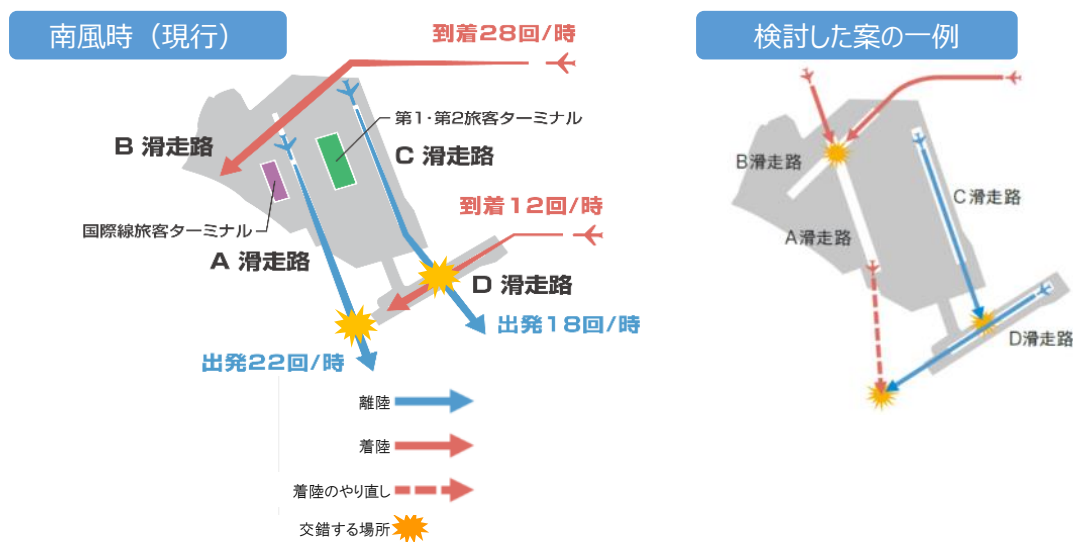 南風時（現行）
到着28回/時
第1・第2旅客ターミナル
B 滑走路
C 滑走路
到着12回/時
国際線旅客ターミナル
A 滑走路
D 滑走路
出発18回/時
出発22回/時
離陸
着陸
着陸のやり直し
交錯する場所
検討した案の一例
B滑走路
C滑走路
A滑走路
D滑走路